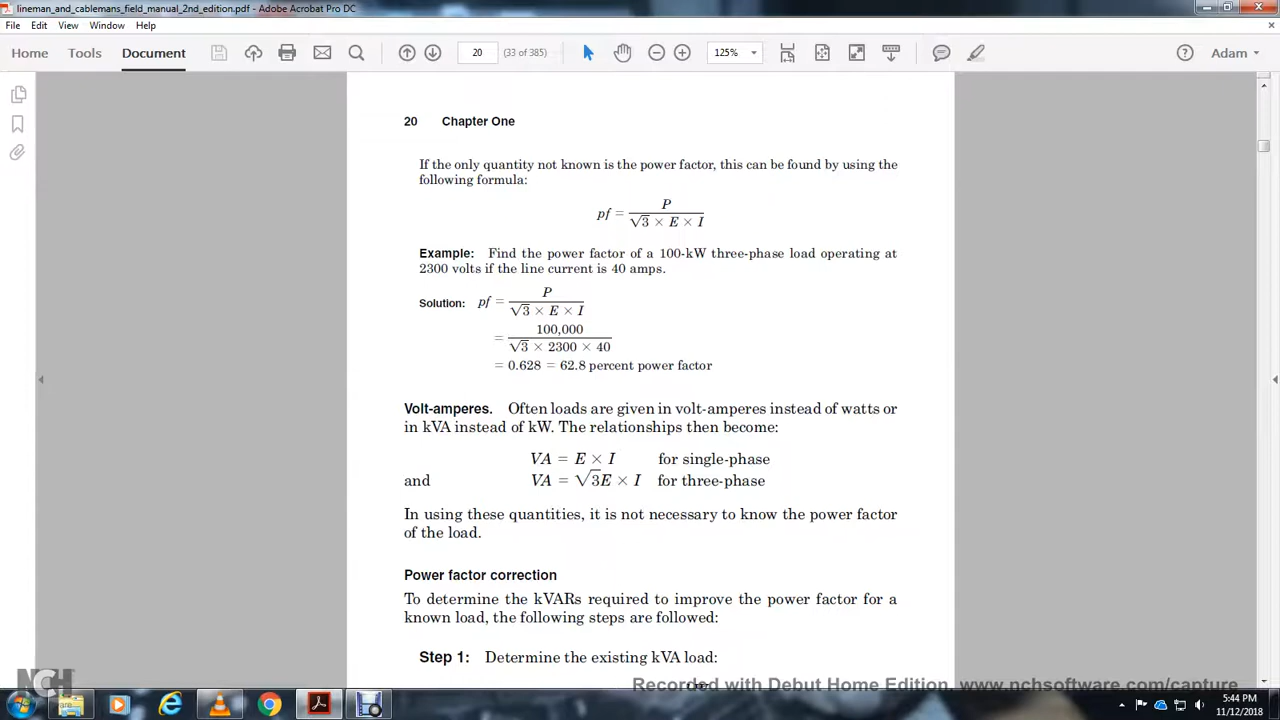 lineman_and_cablemans_field_manual_2nd_edition.pdf - Adobe Acrobat Pro DC
File Edit View Window Help
Home Tools Document 20 (33 of 385) 125% Adam
20 Chapter One
If the only quantity not known is the power factor, this can be found by using the
following formula:
pf = P / √3 × E × I
Example: Find the power factor of a 100-kW three-phase load operating at
2300 volts if the line current is 40 amps.
Solution: pf = P / √3 × E × I
= 100,000 / √3 × 2300 × 40
= 0.628 = 62.8 percent power factor
Volt-amperes. Often loads are given in volt-amperes instead of watts or
in kVA instead of kW. The relationships then become:
VA = E × I for single-phase
and VA = √3E × I for three-phase
In using these quantities, it is not necessary to know the power factor
of the load.
Power factor correction
To determine the kVARs required to improve the power factor for a
known load, the following steps are followed:
Step 1: Determine the existing kVA load:
NCH
Recorded with Debut Home Edition. www.nchsoftware.com/capture
5:44 PM
11/12/2018